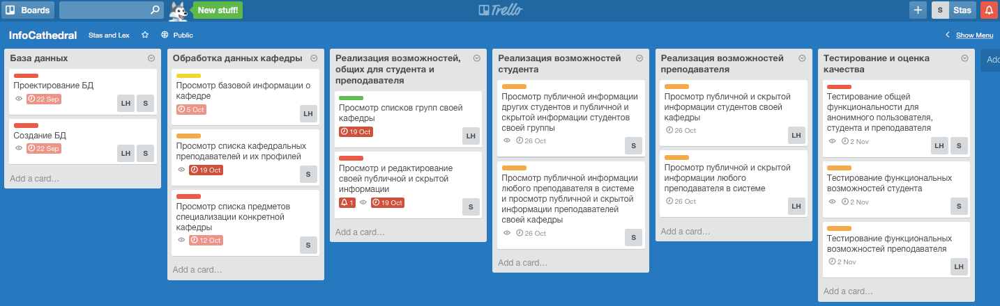 Boards
New stuff!
Trello
S
Stas
InfoCathedral
Stas and Lex
Public
Show Menu
База данных
Проектирование БД
22 Sep
LH
S
Создание БД
22 Sep
LH
S
Add a card…
Обработка данных кафедры
Просмотр базовой информации о
кафедре
5 Oct
LH
Просмотр списка кафедральных
преподавателей и их профилей
19 Oct
S
Просмотр списка предметов
специализации конкретной
кафедры
12 Oct
S
Add a card…
Реализация возможностей,
общих для студента и
преподавателя
Просмотр списков групп своей
кафедры
19 Oct
LH
Просмотр и редактирование
своей публичной и скрытой
информации
1
19 Oct
S
Add a card…
Реализация возможностей
студента
Просмотр публичной информации
других студентов и публичной и
скрытой информации студентов
своей группы
26 Oct
S
Просмотр публичной информации
любого преподавателя в системе
и просмотр публичной и скрытой
информации преподавателей
своей кафедры
26 Oct
S
Add a card…
Реализация возможностей
преподавателя
Просмотр публичной и скрытой
информации студентов своей
кафедры
26 Oct
LH
Просмотр публичной и скрытой
информации любого
преподавателя в системе
26 Oct
LH
Add a card…
Тестирование и оценка
качества
Тестирование общей
функциональности для
анонимного пользователя,
студента и преподавателя
2 Nov
LH
S
Тестирование функциональных
возможностей студента
2 Nov
S
Тестирование функциональных
возможностей преподавателя
2 Nov
LH
Add a card…
Add